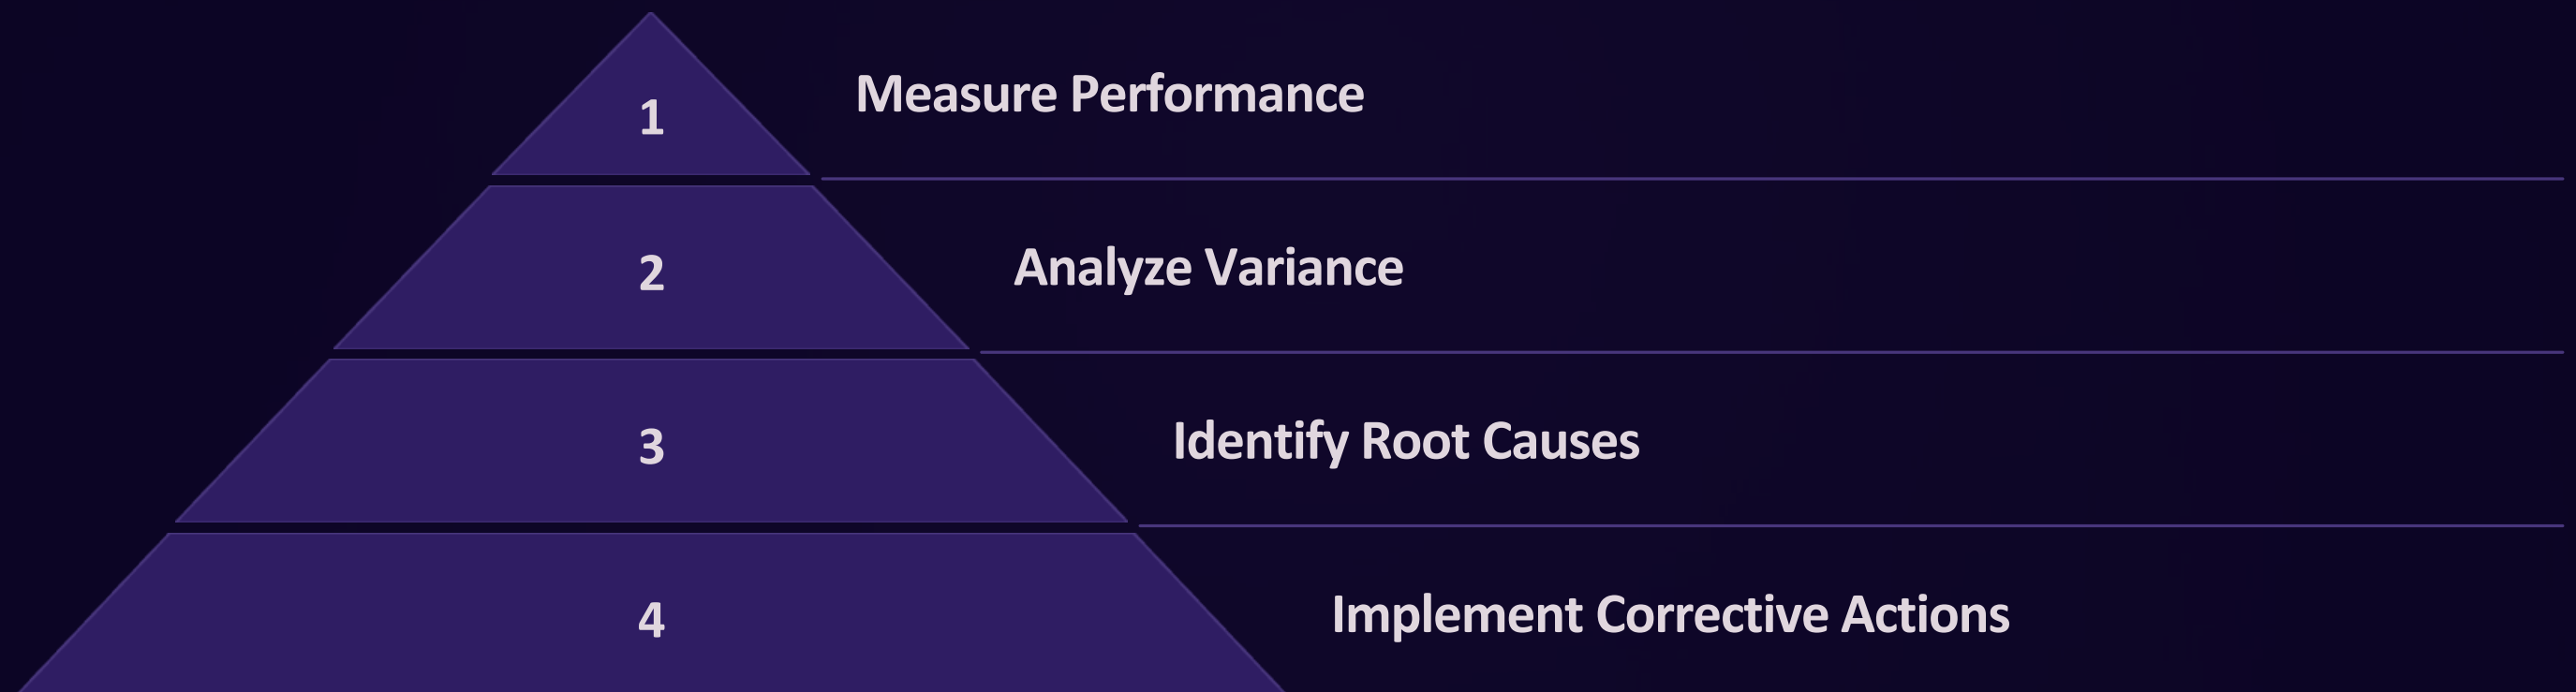 1
Measure Performance
2
Analyze Variance
3
Identify Root Causes
4
Implement Corrective Actions